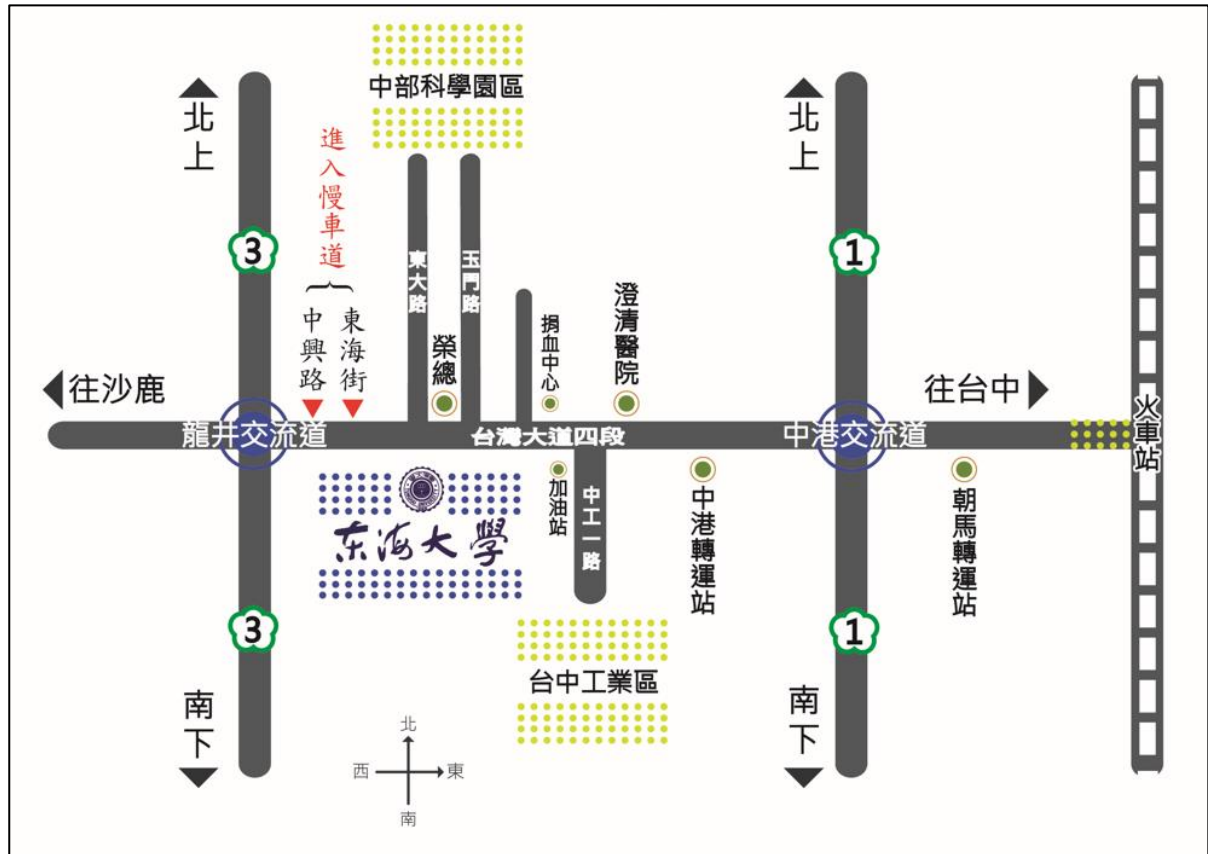 中部科學園區
北上
北上
進入慢車道
3
1
東大路
玉門路
中興路
東海街
榮總
捐血中心
澄清醫院
往沙鹿
往台中
火車站
龍井交流道
台灣大道四段
中港交流道
东海大學
加油站
中工一路
中港轉運站
朝馬轉運站
3
1
台中工業區
南下
南下
北
西
東
南